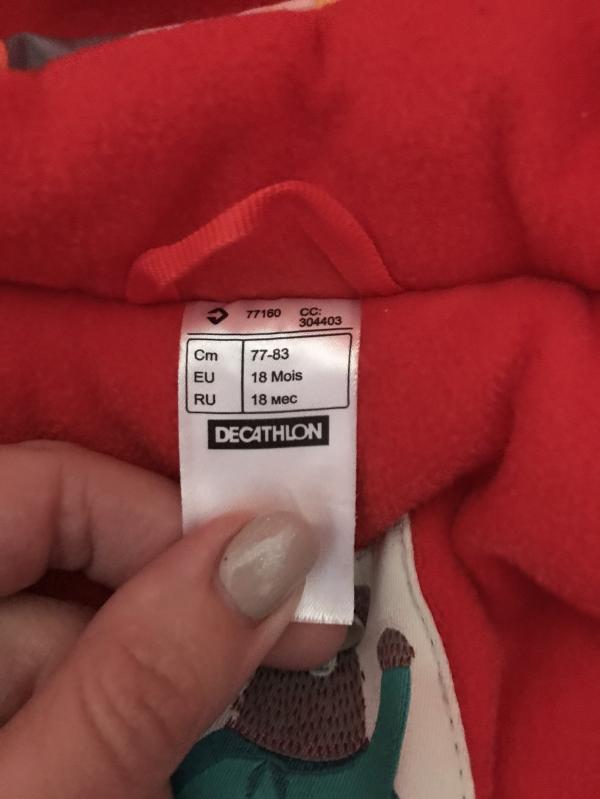 77160 CC:
304403
Cm 77-83
EU 18 Mois
RU 18 мес
DECATHLON